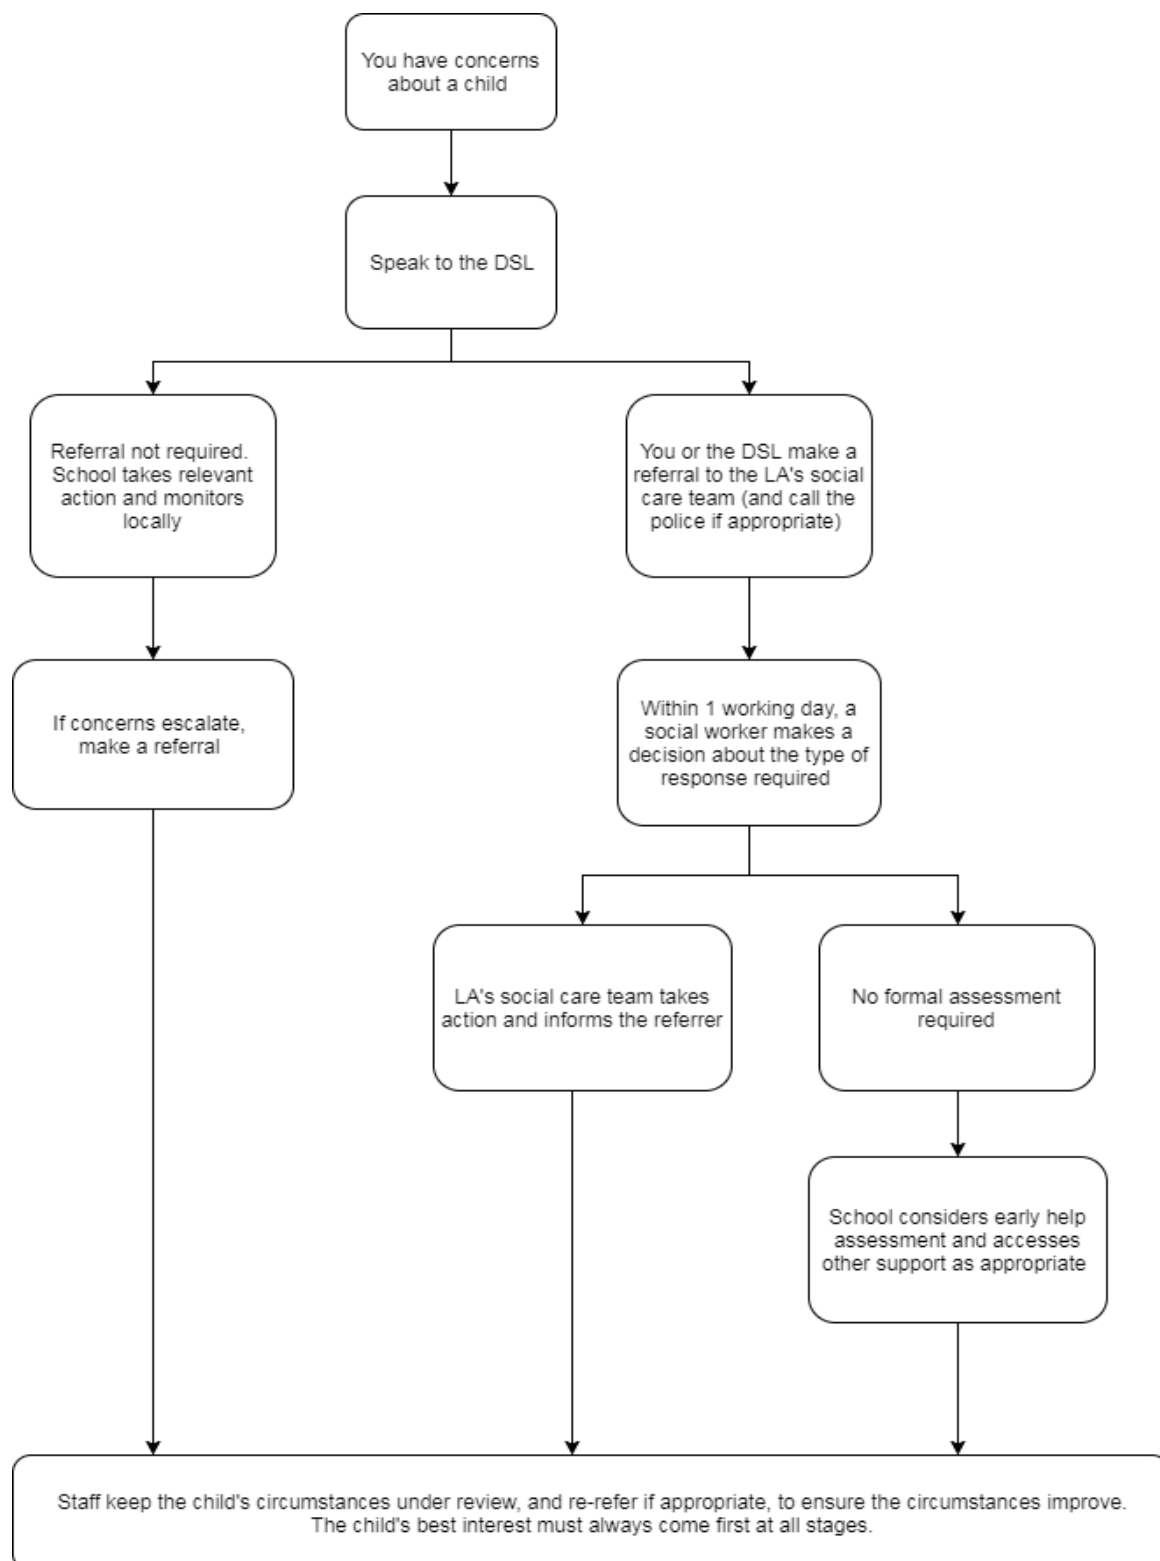 You have concerns
about a child
Speak to the DSL
Referral not required.
School takes relevant
action and monitors
locally
You or the DSL make a
referral to the LA's social
care team (and call the
police if appropriate)
If concerns escalate,
make a referral
Within 1 working day, a
social worker makes a
decision about the type of
response required
LA's social care team takes
action and informs the referrer
No formal assessment
required
School considers early help
assessment and accesses
other support as appropriate
Staff keep the child's circumstances under review, and re-refer if appropriate, to ensure the circumstances improve.
The child's best interest must always come first at all stages.